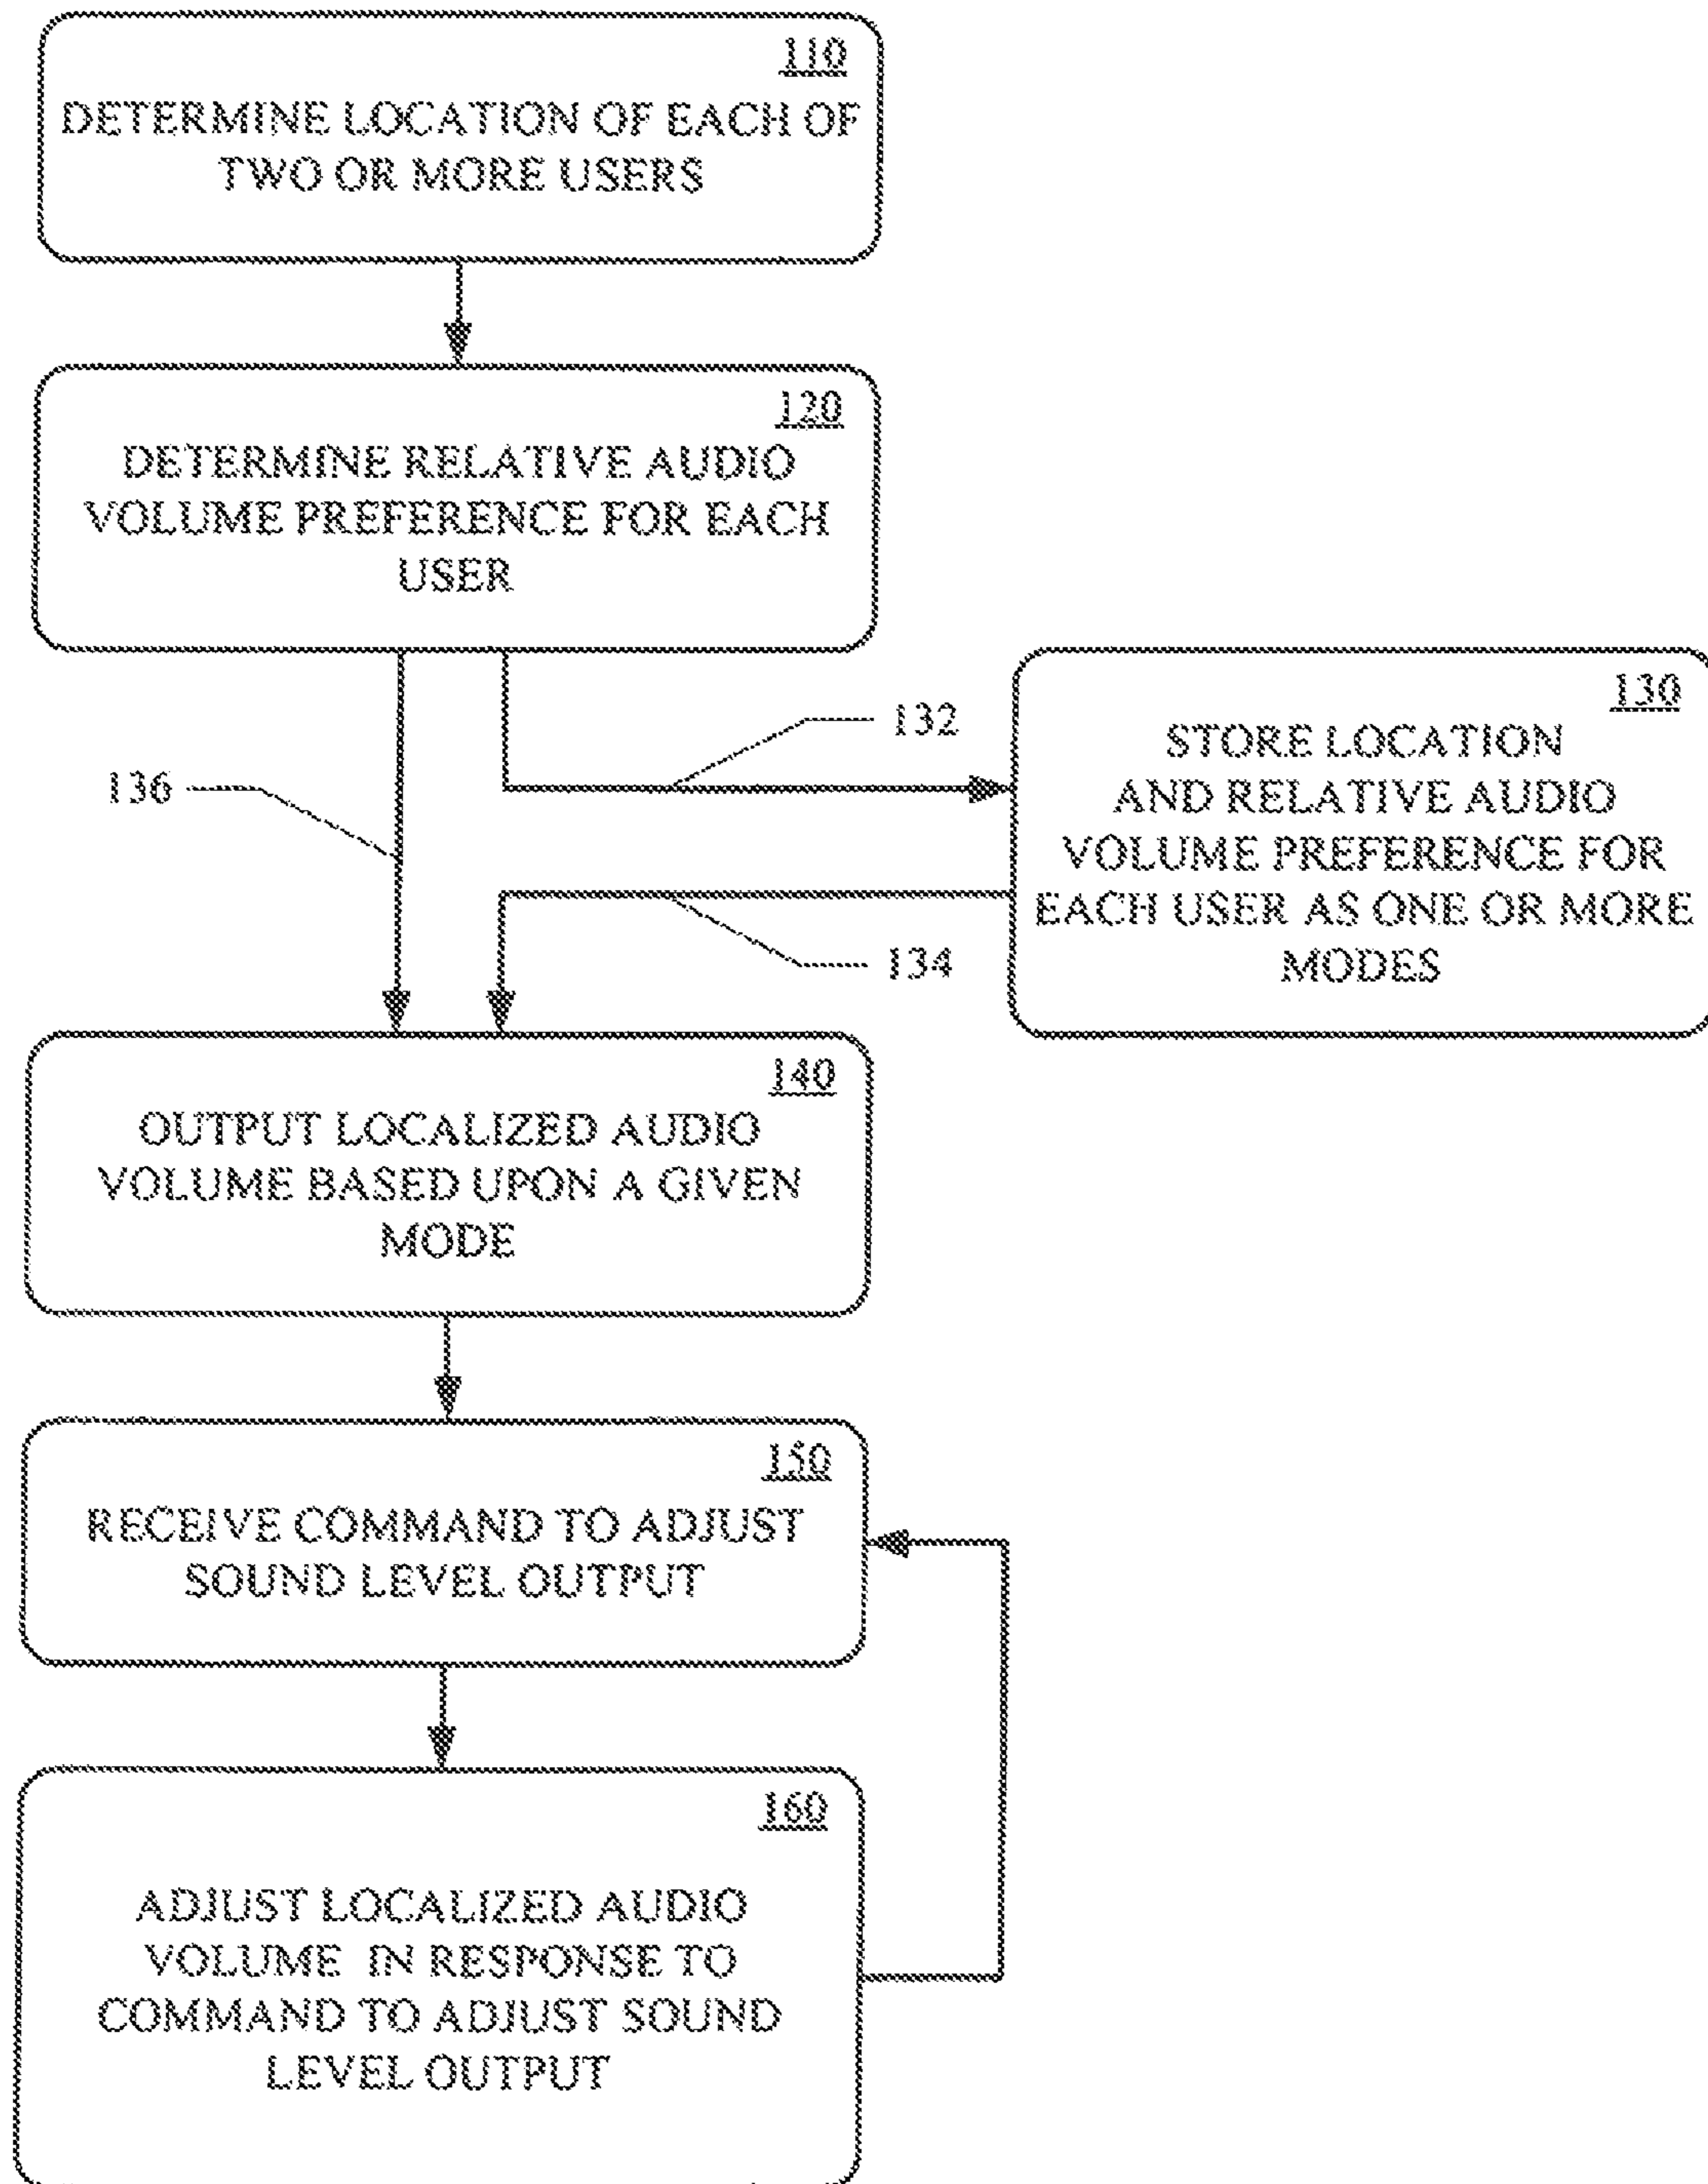 110
DETERMINE LOCATION OF EACH OF
TWO OR MORE USERS
120
DETERMINE RELATIVE AUDIO
VOLUME PREFERENCE FOR EACH
USER
132
136
130
STORE LOCATION
AND RELATIVE AUDIO
VOLUME PREFERENCE FOR
EACH USER AS ONE OR MORE
MODES
134
140
OUTPUT LOCALIZED AUDIO
VOLUME BASED UPON A GIVEN
MODE
150
RECEIVE COMMAND TO ADJUST
SOUND LEVEL OUTPUT
160
ADJUST LOCALIZED AUDIO
VOLUME IN RESPONSE TO
COMMAND TO ADJUST SOUND
LEVEL OUTPUT